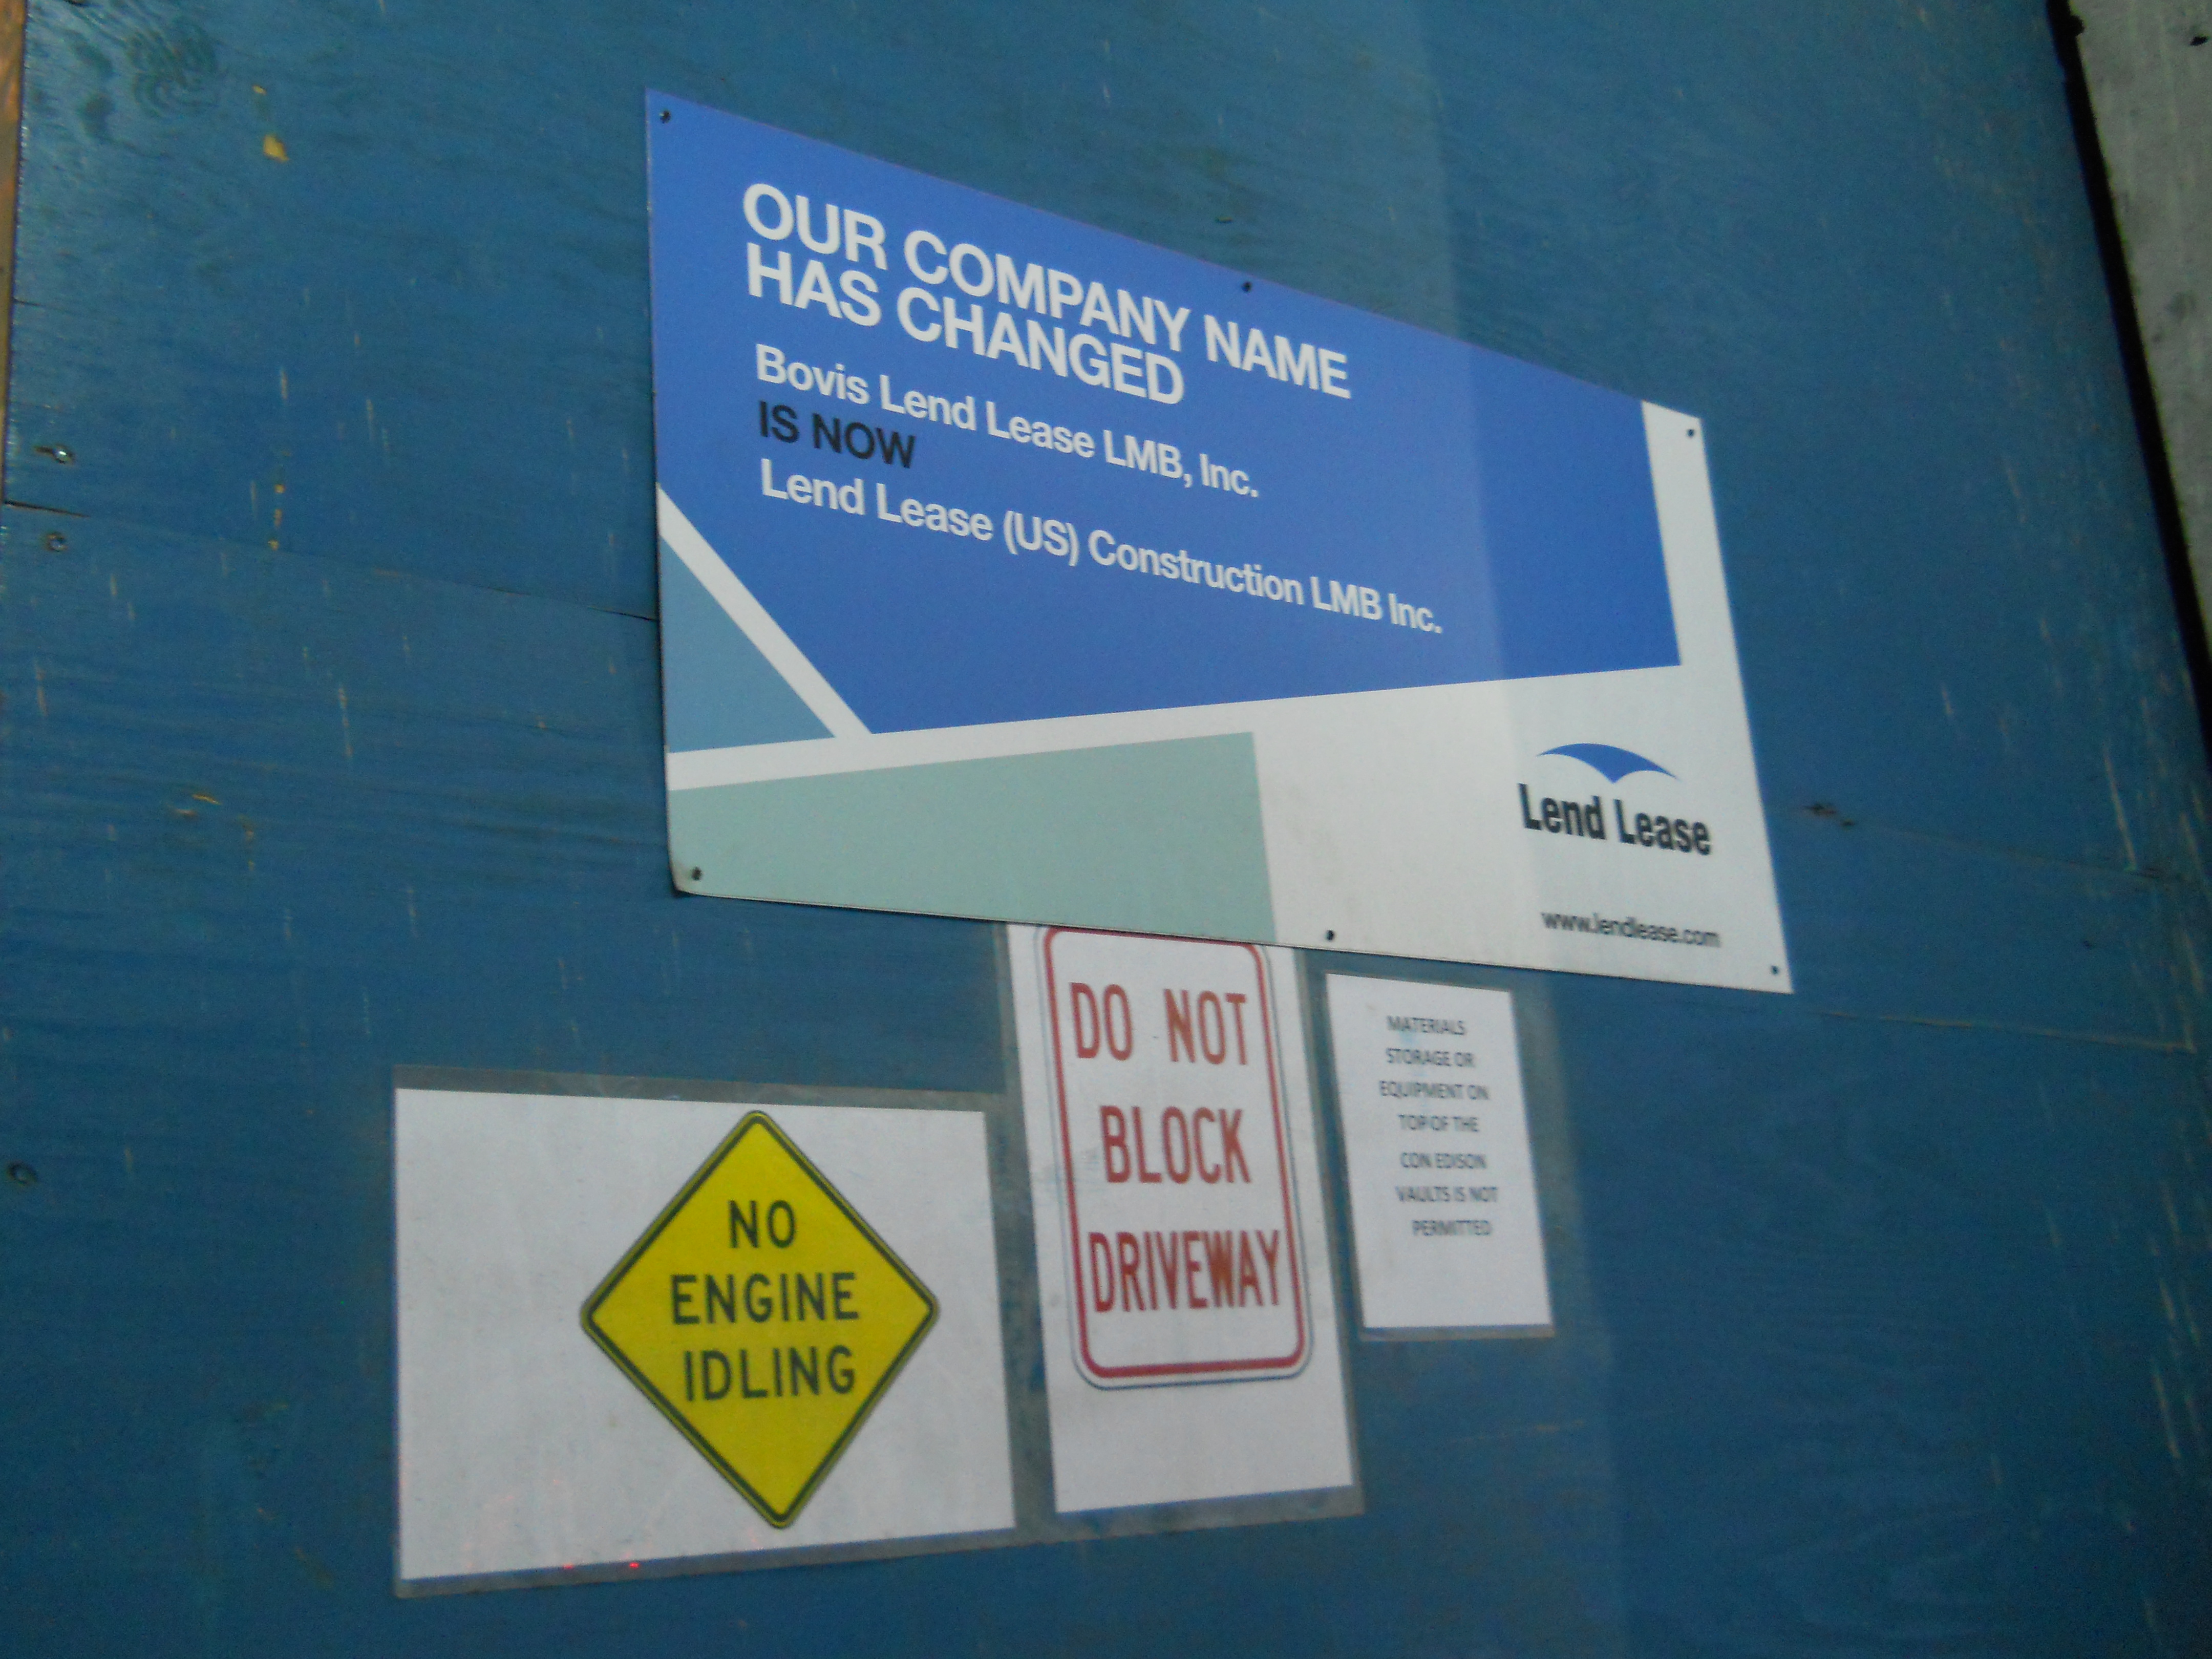 OUR COMPANY NAME
HAS CHANGED
Bovis Lend Lease LMB, Inc.
IS NOW
Lend Lease (US) Construction LMB Inc.
Lend Lease
www.lendlease.com
NO
ENGINE
IDLING
DO NOT
BLOCK
DRIVEWAY
MATERIALS
STORAGE OR
EQUIPMENT ON
TOP OF THE
CON EDISON
VAULTS IS NOT
PERMITTED